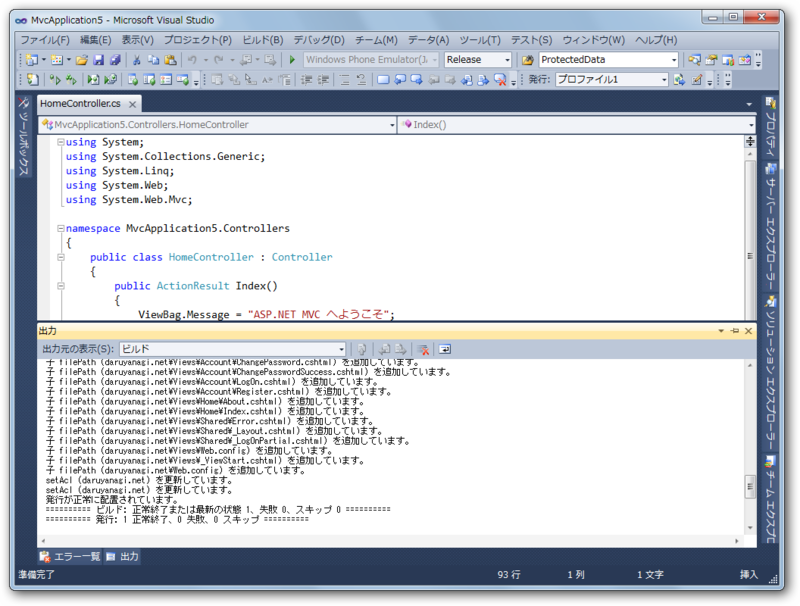 MvcApplication5 - Microsoft Visual Studio
ファイル(F) 編集(E) 表示(V) プロジェクト(P) ビルド(B) デバッグ(D) チーム(M) データ(A) ツール(T) テスト(S) ウィンドウ(W) ヘルプ(H)
Windows Phone Emulator(J. Release ProtectedData
発行: プロファイル1
ツールボックス
HomeController.cs
MvcApplication5.Controllers.HomeController Index()
using System;
using System.Collections.Generic;
using System.Linq;
using System.Web;
using System.Web.Mvc;
namespace MvcApplication5.Controllers
{
public class HomeController : Controller
{
public ActionResult Index()
{
ViewBag.Message = "ASP.NET MVC へようこそ";
プロパティ
サーバー エクスプローラー
ソリューション エクスプローラー
チーム エクスプロ
出力
出力元の表示(S): ビルド
子 filePath (daruyanagi.net¥Views¥Account¥ChangePassword.cshtml) を追加しています。
子 filePath (daruyanagi.net¥Views¥Account¥ChangePasswordSuccess.cshtml) を追加しています。
子 filePath (daruyanagi.net¥Views¥Account¥LogOn.cshtml) を追加しています。
子 filePath (daruyanagi.net¥Views¥Account¥Register.cshtml) を追加しています。
子 filePath (daruyanagi.net¥Views¥Home¥About.cshtml) を追加しています。
子 filePath (daruyanagi.net¥Views¥Home¥Index.cshtml) を追加しています。
子 filePath (daruyanagi.net¥Views¥Shared¥Error.cshtml) を追加しています。
子 filePath (daruyanagi.net¥Views¥Shared¥_Layout.cshtml) を追加しています。
子 filePath (daruyanagi.net¥Views¥Shared¥_LogOnPartial.cshtml) を追加しています。
子 filePath (daruyanagi.net¥Views¥Web.config) を追加しています。
子 filePath (daruyanagi.net¥Views¥_ViewStart.cshtml) を追加しています。
子 filePath (daruyanagi.net¥Web.config) を追加しています。
setAcl (daruyanagi.net) を更新しています。
setAcl (daruyanagi.net) を更新しています。
発行が正常に配置されています。
========== ビルド: 正常終了または最新の状態 1、失敗 0、スキップ 0 ==========
========== 発行: 1 正常終了、0 失敗、0 スキップ ==========
エラー一覧 出力
準備完了 93 行 1 列 1 文字 挿入